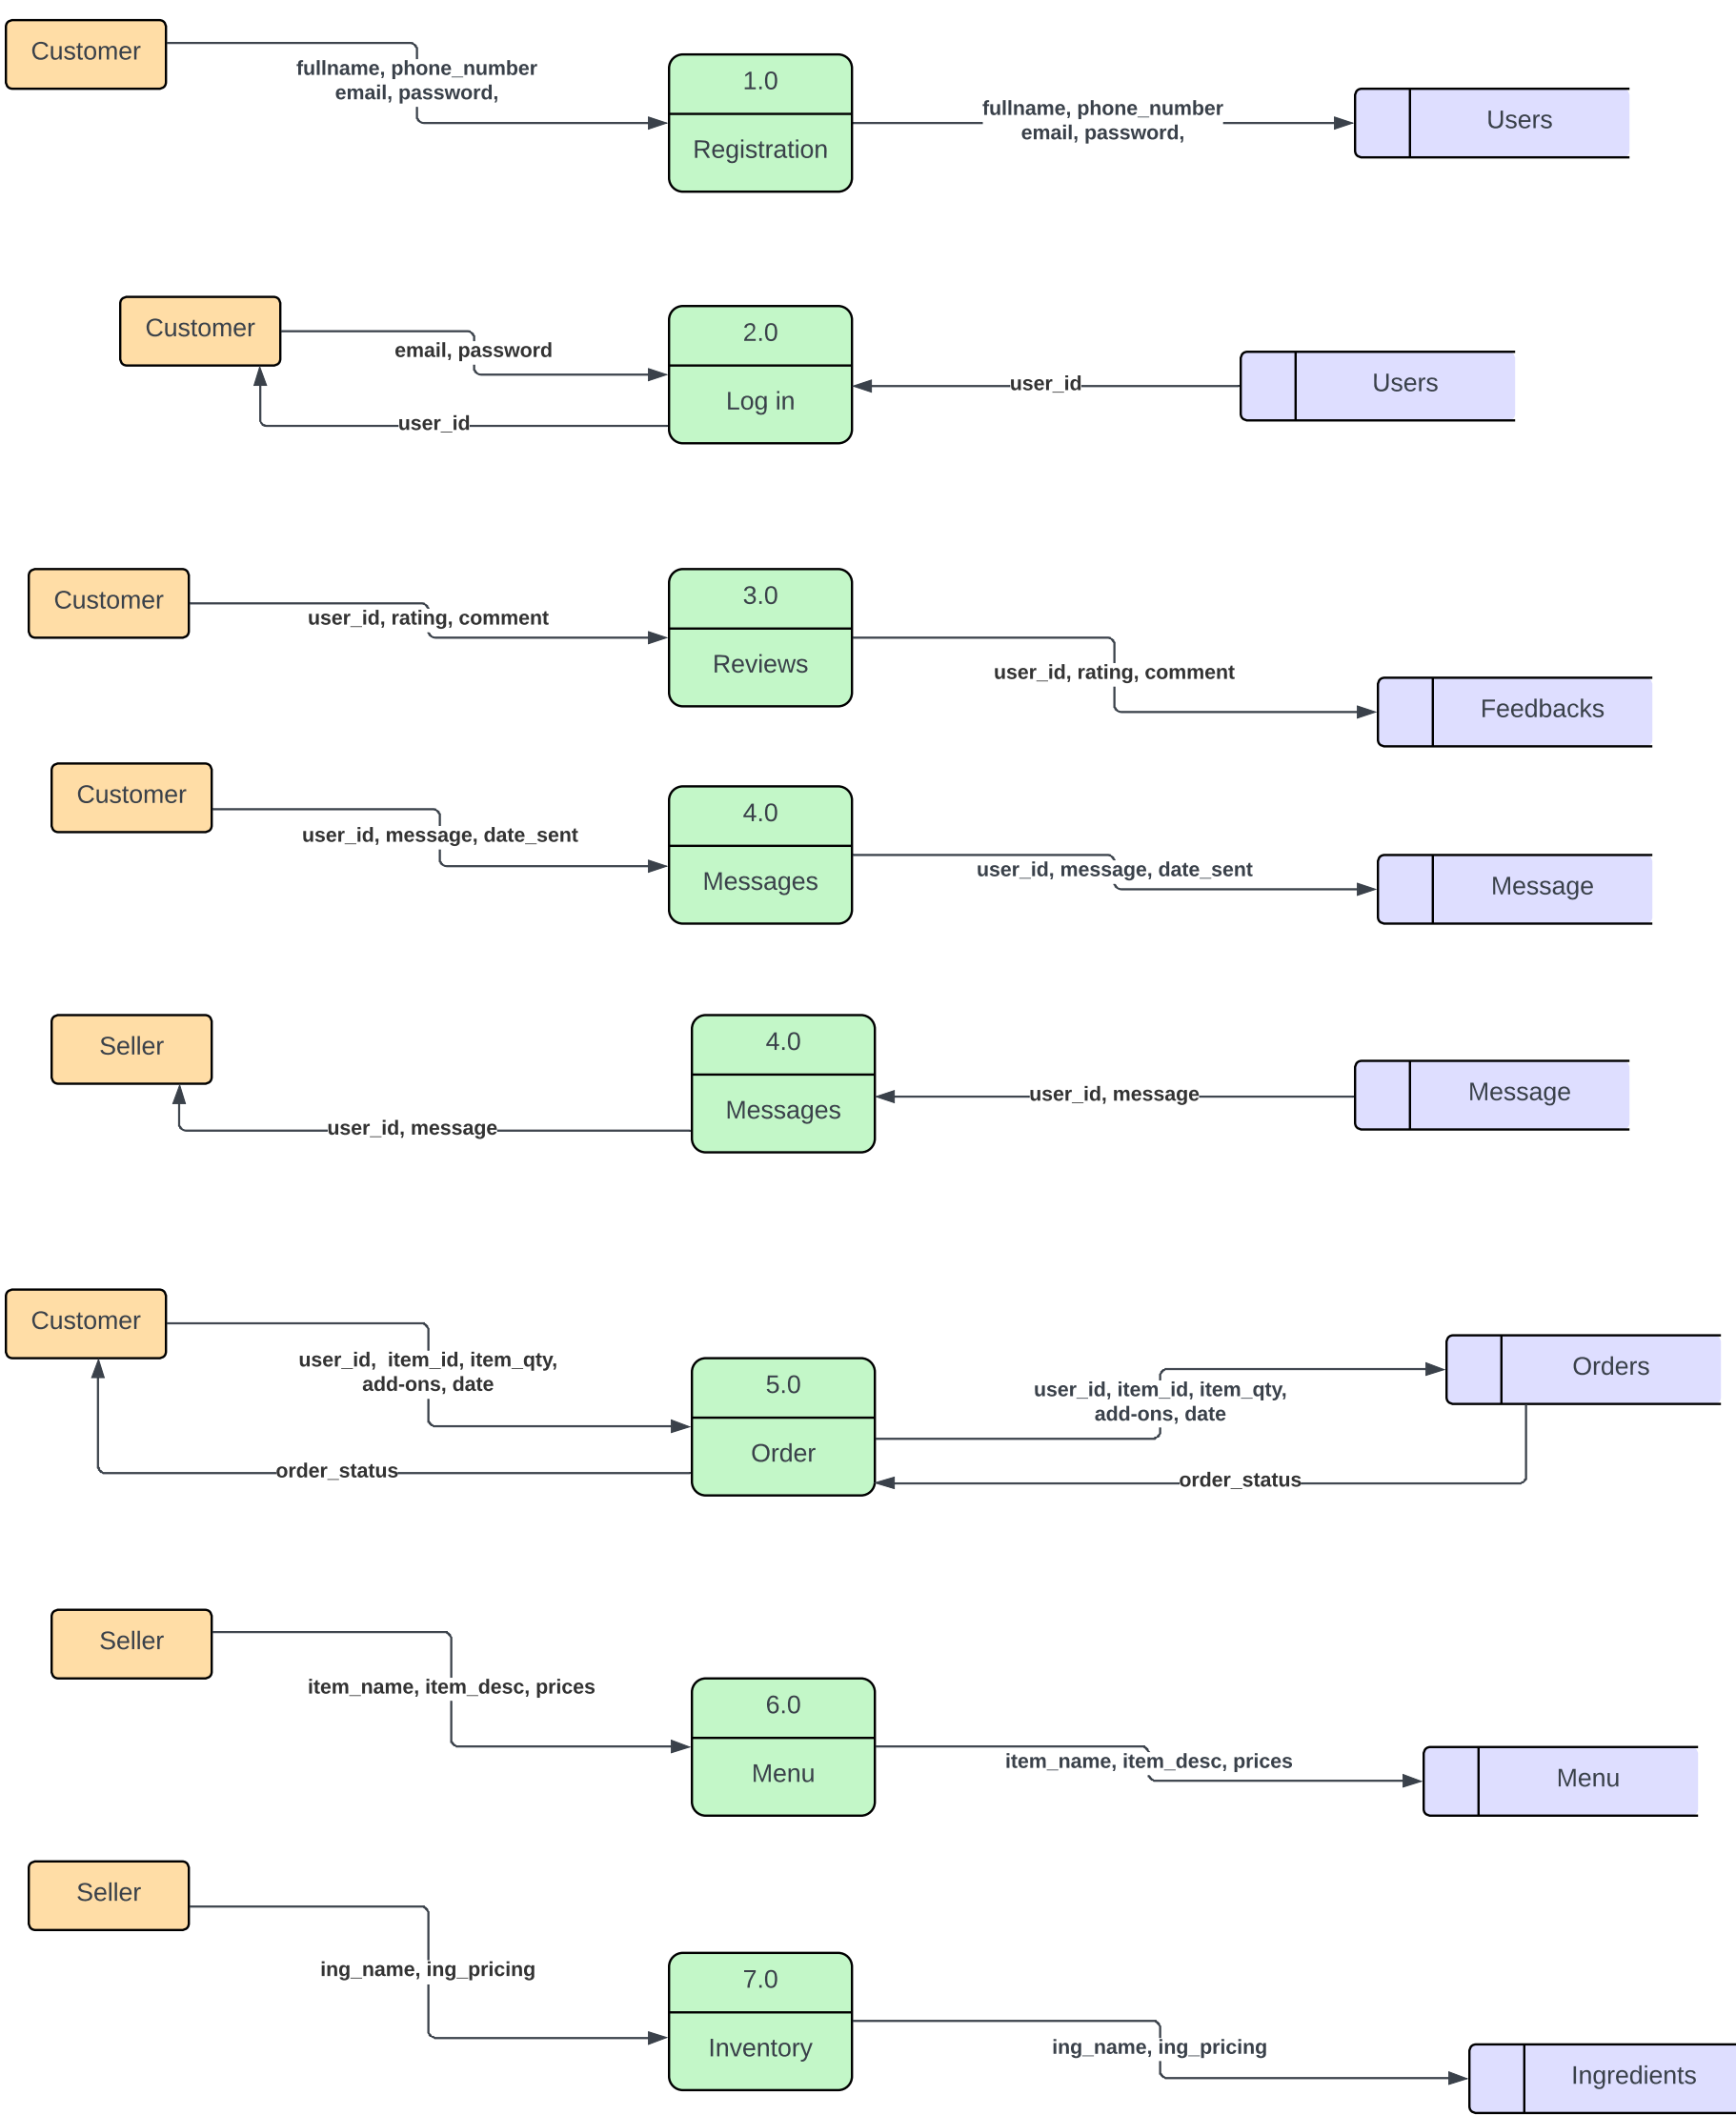 Customer
fullname, phone_number
email, password,
1.0
Registration
fullname, phone_number
email, password,
Users
Customer
email, password
user_id
2.0
Log in
user_id
Users
Customer
user_id, rating, comment
3.0
Reviews
user_id, rating, comment
Feedbacks
Customer
user_id, message, date_sent
4.0
Messages
user_id, message, date_sent
Message
Seller
user_id, message
4.0
Messages
user_id, message
Message
Customer
user_id,  item_id, item_qty,
add-ons, date
order_status
5.0
Order
user_id, item_id, item_qty,
add-ons, date
order_status
Orders
Seller
item_name, item_desc, prices
6.0
Menu
item_name, item_desc, prices
Menu
Seller
ing_name, ing_pricing
7.0
Inventory
ing_name, ing_pricing
Ingredients